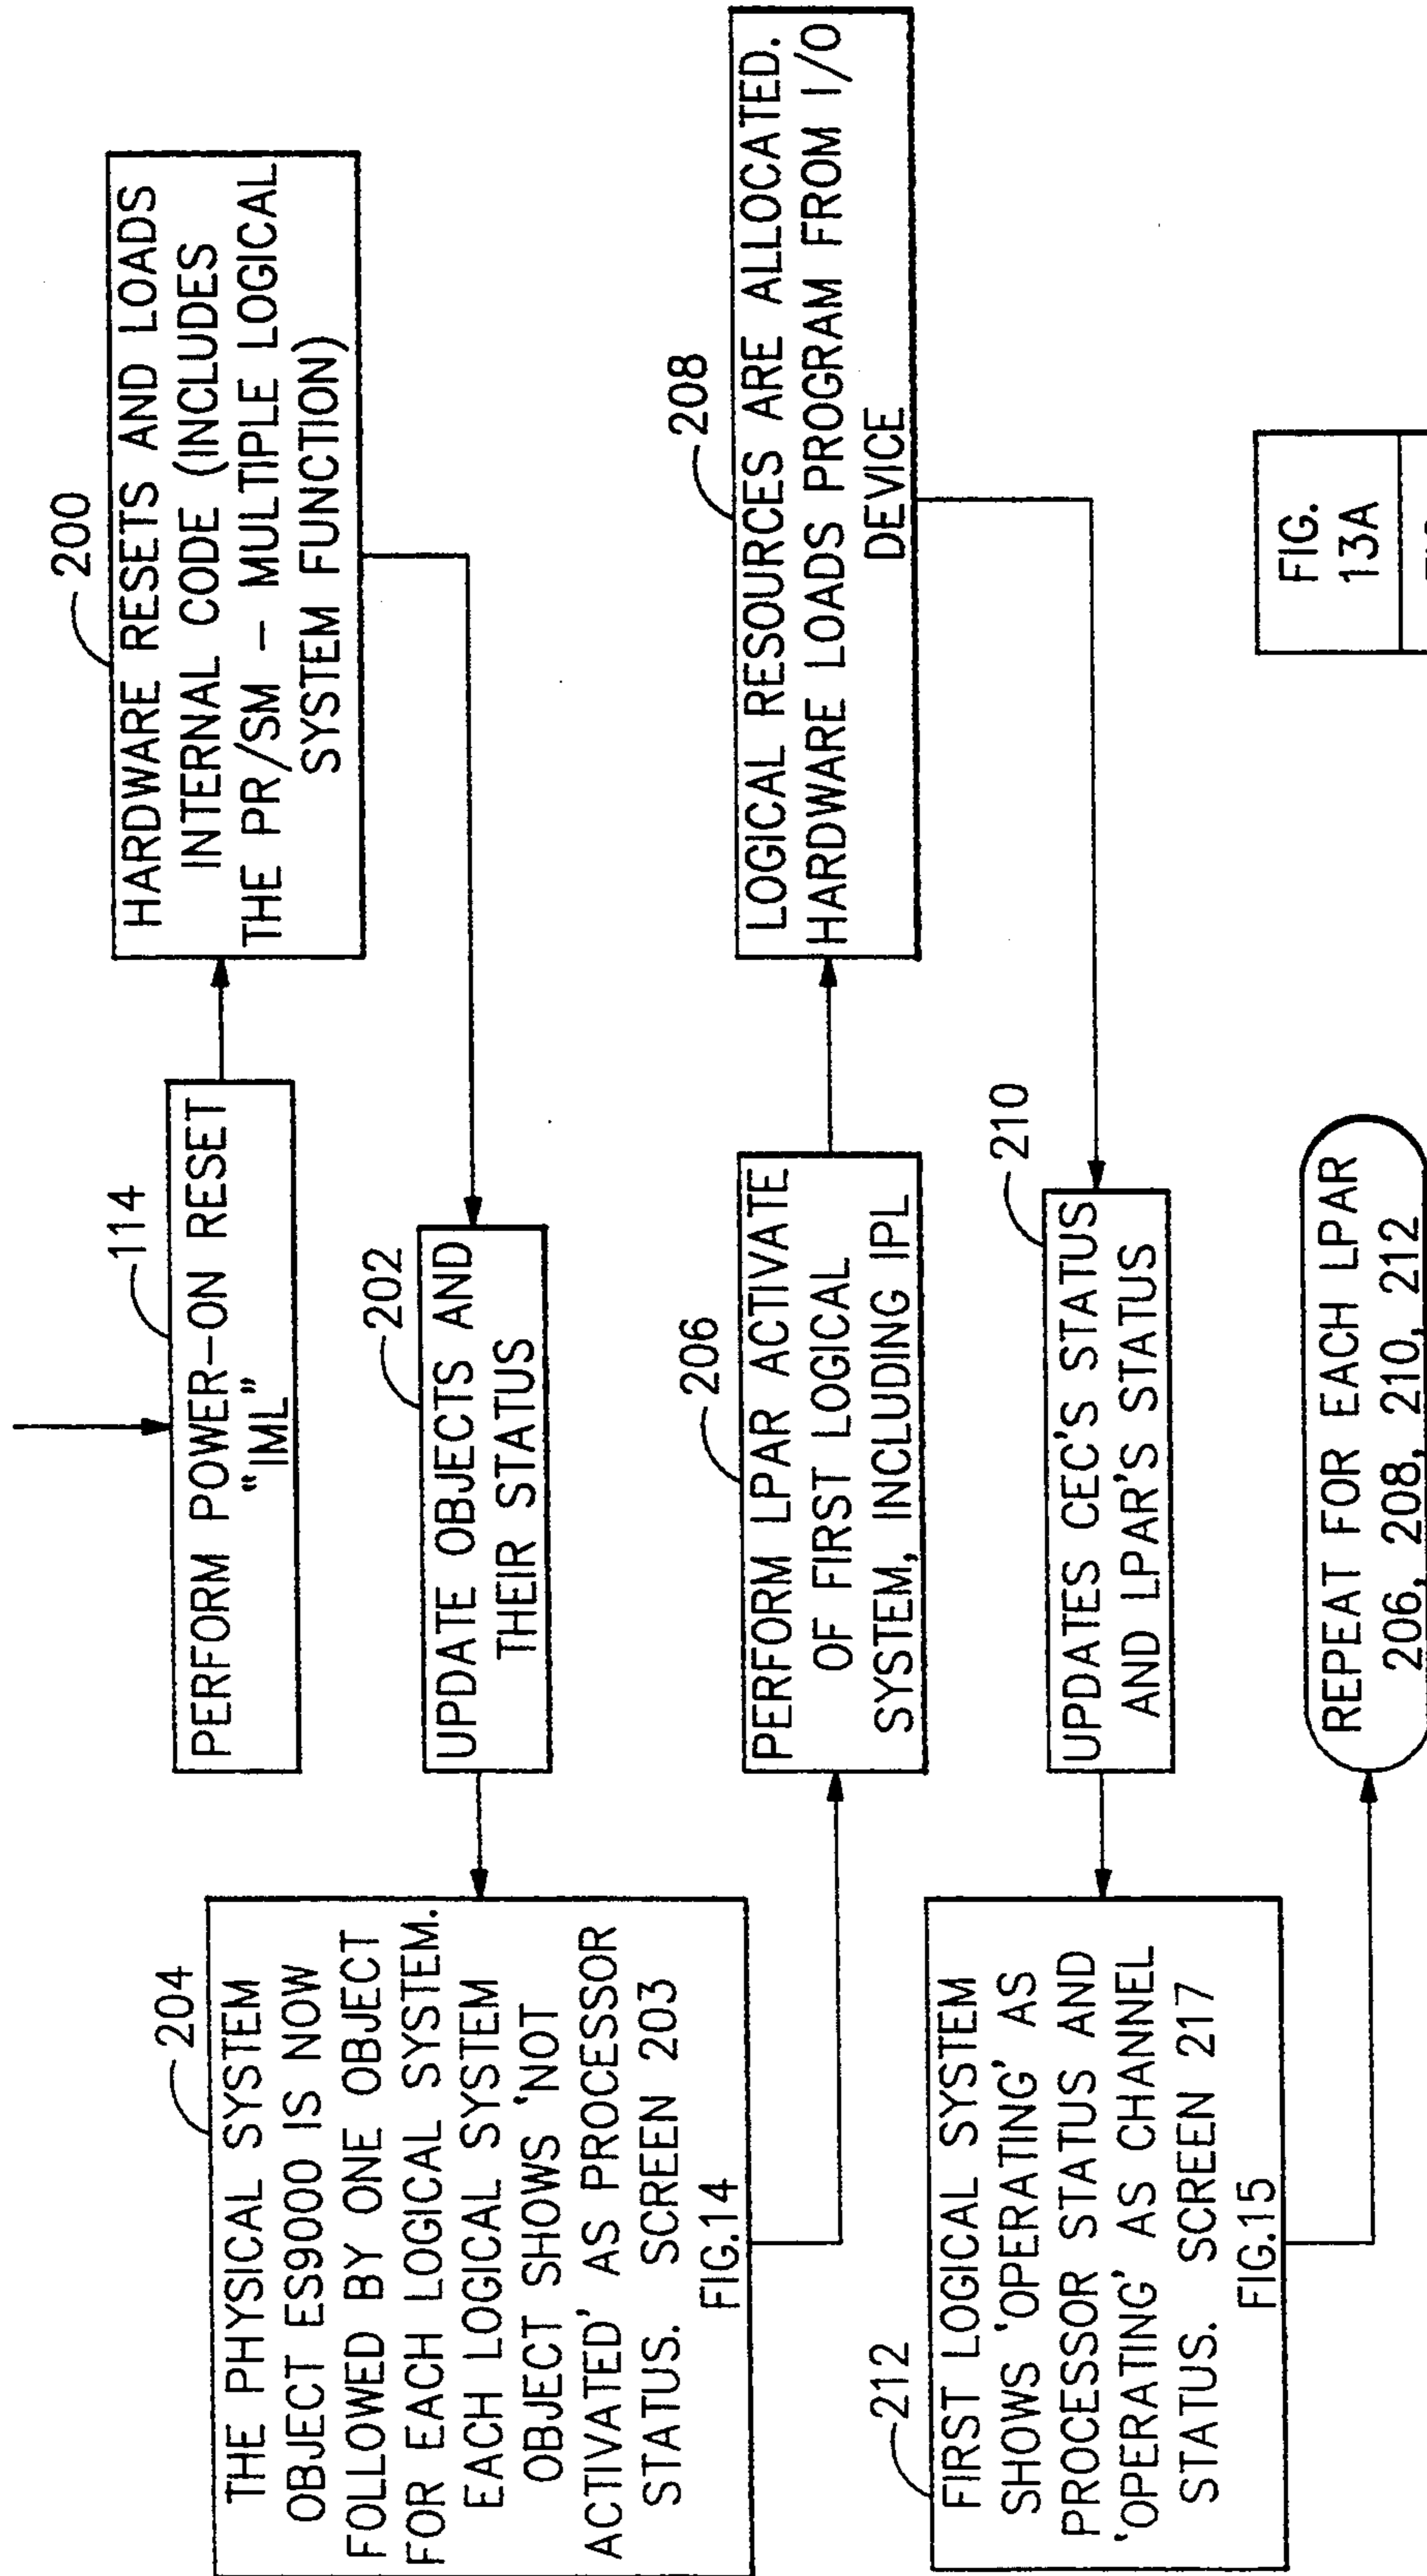 114
PERFORM POWER-ON RESET
"IML"
200
HARDWARE RESETS AND LOADS
INTERNAL CODE (INCLUDES
THE PR/SM - MULTIPLE LOGICAL
SYSTEM FUNCTION)
202
UPDATE OBJECTS AND
THEIR STATUS
204
THE PHYSICAL SYSTEM
OBJECT ES9000 IS NOW
FOLLOWED BY ONE OBJECT
FOR EACH LOGICAL SYSTEM.
EACH LOGICAL SYSTEM
OBJECT SHOWS 'NOT
ACTIVATED' AS PROCESSOR
STATUS. SCREEN 203
FIG.14
206
PERFORM LPAR ACTIVATE
OF FIRST LOGICAL
SYSTEM, INCLUDING IPL
208
LOGICAL RESOURCES ARE ALLOCATED.
HARDWARE LOADS PROGRAM FROM I/O
DEVICE
210
UPDATES CEC'S STATUS
AND LPAR'S STATUS
212
FIRST LOGICAL SYSTEM
SHOWS 'OPERATING' AS
PROCESSOR STATUS AND
'OPERATING' AS CHANNEL
STATUS. SCREEN 217
FIG.15
REPEAT FOR EACH LPAR
206, 208, 210, 212
FIG.
13A